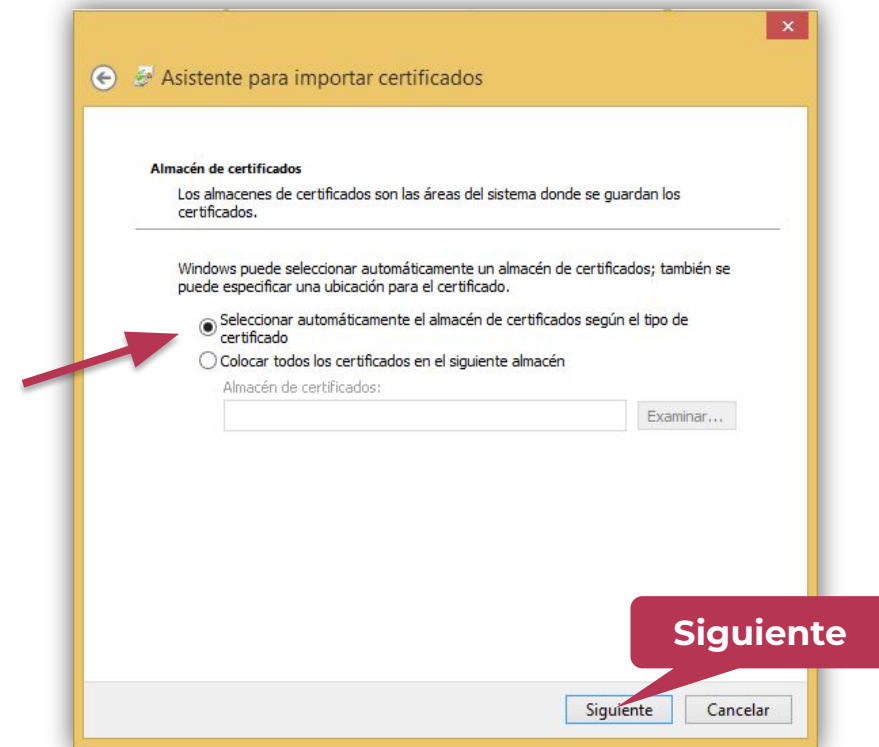 Asistente para importar certificados
Almacén de certificados
Los almacenes de certificados son las áreas del sistema donde se guardan los
certificados.
Windows puede seleccionar automáticamente un almacén de certificados; también se
puede especificar una ubicación para el certificado.
Seleccionar automáticamente el almacén de certificados según el tipo de
certificado
Colocar todos los certificados en el siguiente almacén
Almacén de certificados:
Examinar...
Siguiente
Siguiente
Cancelar